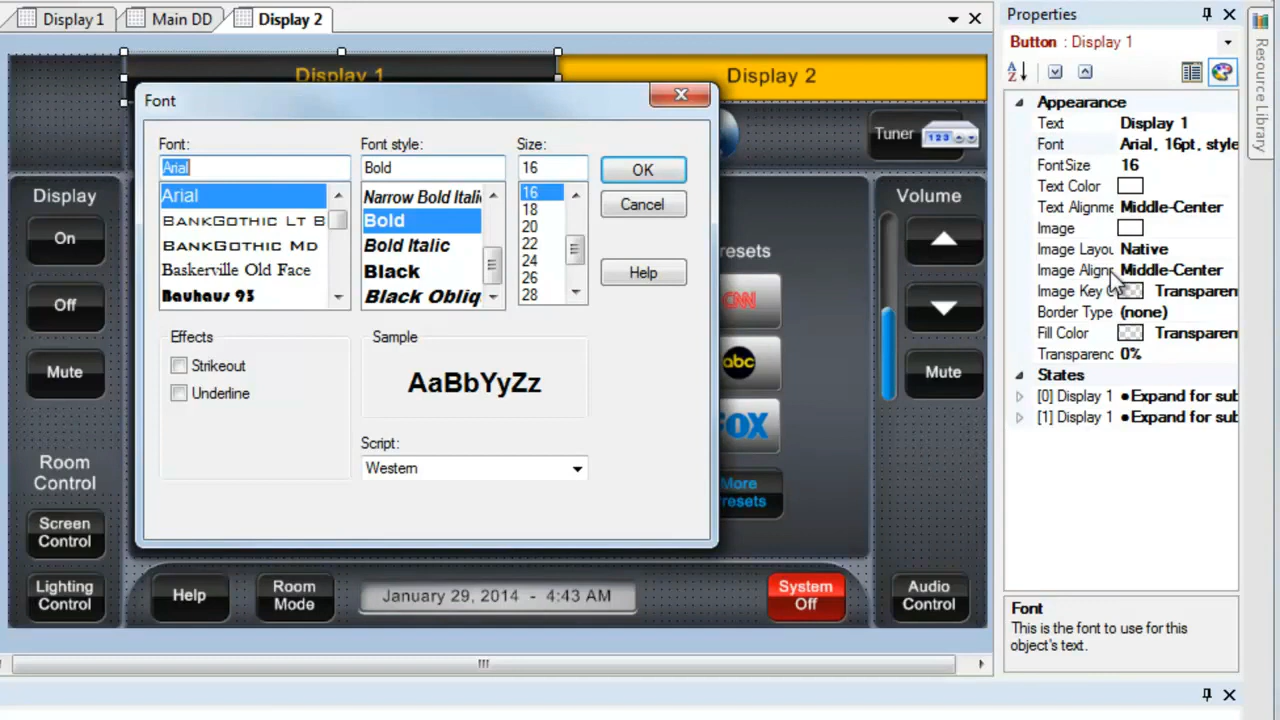 Display 1
Main DD
Display 2
Properties
Button : Display 1
Resource Library
Display 1
Display 2
Tuner
123
Font
Font:
Font style:
Size:
Arial
Bold
16
OK
Cancel
Help
Arial
BankGothic Lt B
BankGothic Md
Baskerville Old Face
Bauhaus 93
Narrow Bold Itali
Bold
Bold Italic
Black
Black Obliq
16
18
20
22
24
26
28
Effects
Strikeout
Underline
Sample
AaBbYyZz
Script:
Western
Display
On
Off
Mute
Room
Control
Screen
Control
Lighting
Control
resets
CNN
abc
FOX
More
resets
Volume
Mute
Help
Room
Mode
January 29, 2014 - 4:43 AM
System
Off
Audio
Control
Appearance
Text Display 1
Font Arial, 16pt, style
FontSize 16
Text Color
Text Alignme Middle-Center
Image
Image Layou Native
Image Alignm Middle-Center
Image Key Transparen
Border Type (none)
Fill Color Transparen
Transparenc 0%
States
[0] Display 1 ●Expand for sub
[1] Display 1 ●Expand for sub
Font
This is the font to use for this
object's text.